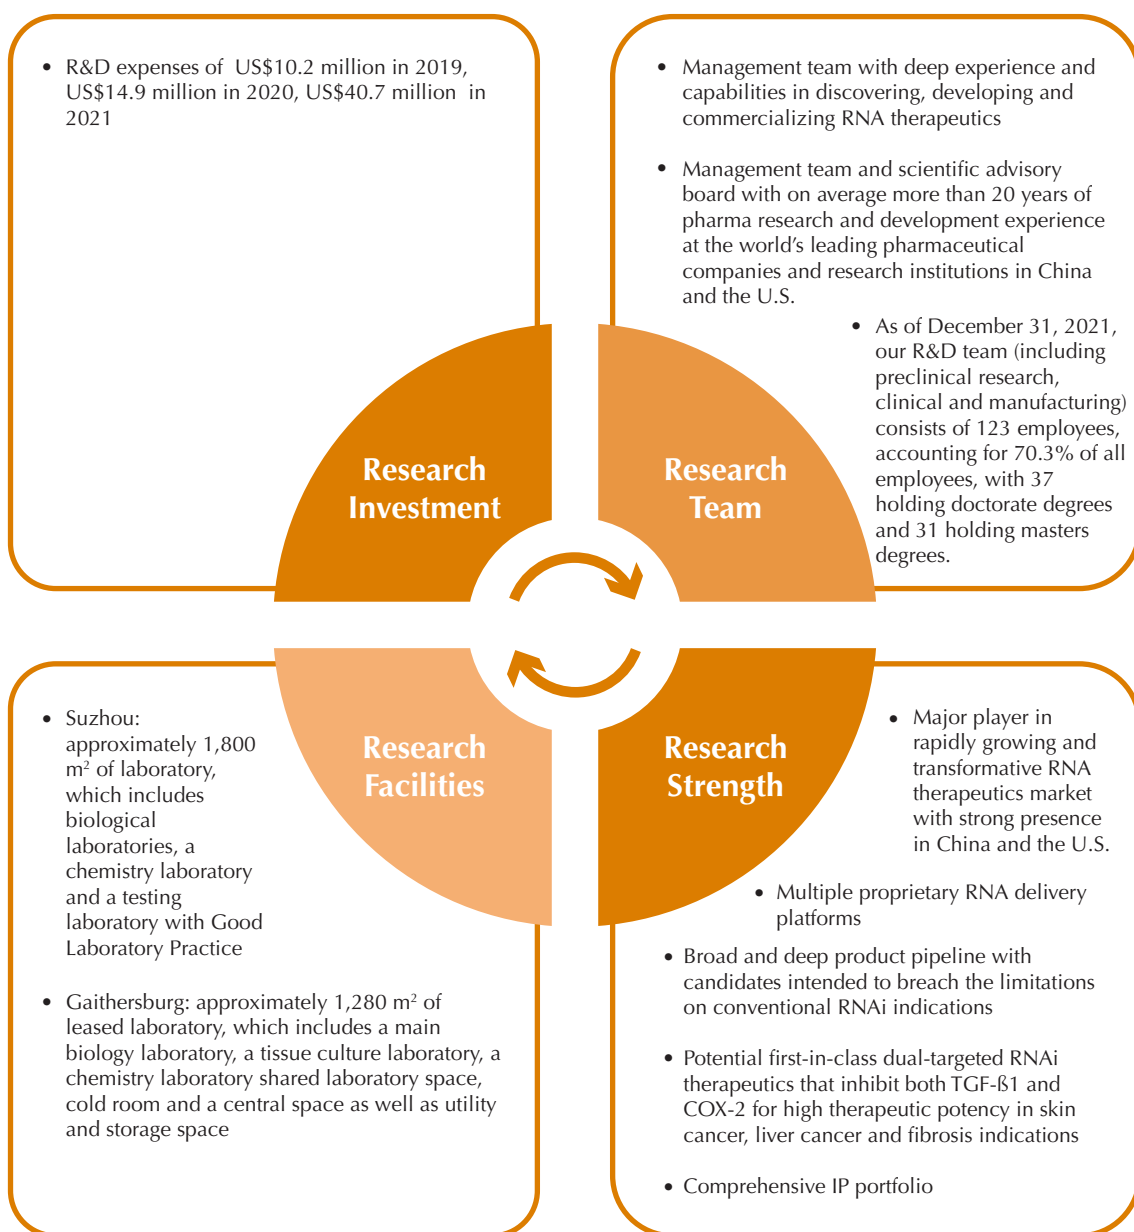 • R&D expenses of US$10.2 million in 2019,
US$14.9 million in 2020, US$40.7 million in
2021
Research
Investment
• Management team with deep experience and
capabilities in discovering, developing and
commercializing RNA therapeutics
• Management team and scientific advisory
board with on average more than 20 years of
pharma research and development experience
at the world's leading pharmaceutical
companies and research institutions in China
and the U.S.
• As of December 31, 2021,
our R&D team (including
preclinical research,
clinical and manufacturing)
consists of 123 employees,
accounting for 70.3% of all
employees, with 37
holding doctorate degrees
and 31 holding masters
degrees.
Research
Team
• Suzhou:
approximately 1,800
m² of laboratory,
which includes
biological
laboratories, a
chemistry laboratory
and a testing
laboratory with Good
Laboratory Practice
• Gaithersburg: approximately 1,280 m² of
leased laboratory, which includes a main
biology laboratory, a tissue culture laboratory, a
chemistry laboratory shared laboratory space,
cold room and a central space as well as utility
and storage space
Research
Facilities
Research
Strength
• Major player in
rapidly growing and
transformative RNA
therapeutics market
with strong presence
in China and the U.S.
• Multiple proprietary RNA delivery
platforms
• Broad and deep product pipeline with
candidates intended to breach the limitations
on conventional RNAi indications
• Potential first-in-class dual-targeted RNAi
therapeutics that inhibit both TGF-ß1 and
COX-2 for high therapeutic potency in skin
cancer, liver cancer and fibrosis indications
• Comprehensive IP portfolio